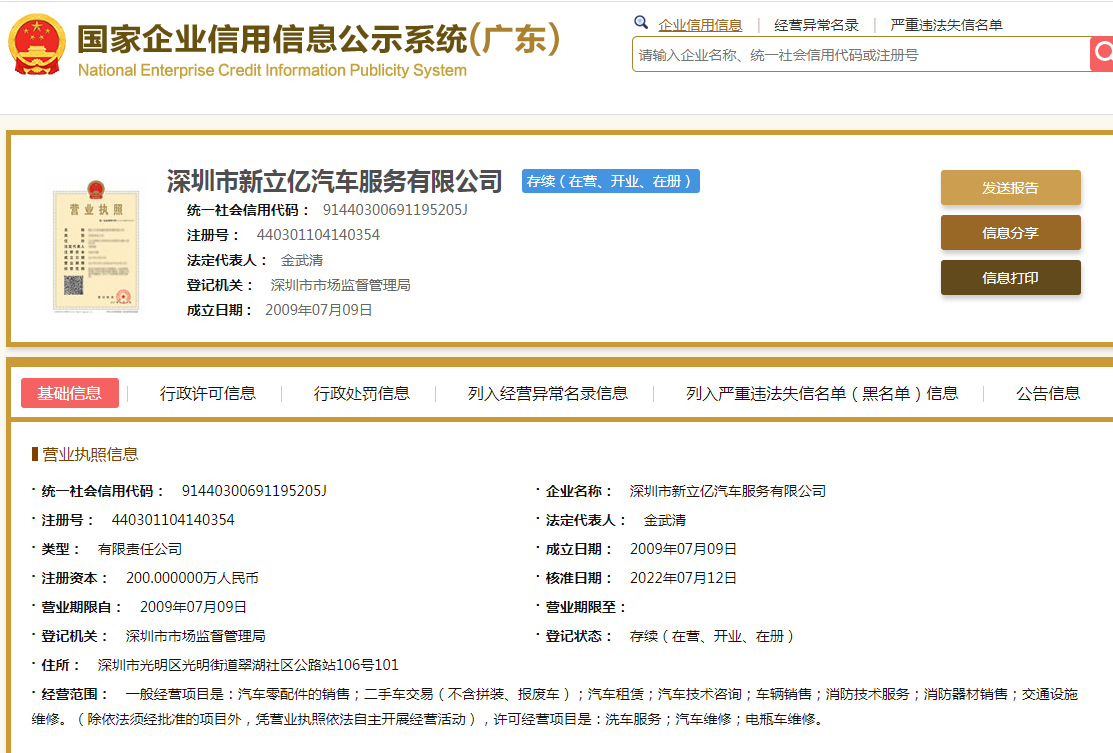 国家企业信用信息公示系统(广东)
National Enterprise Credit Information Publicity System
企业信用信息 | 经营异常名录 | 严重违法失信名单
请输入企业名称、统一社会信用代码或注册号
营业执照
深圳市新立亿汽车服务有限公司 存续（在营、开业、在册）
统一社会信用代码： 91440300691195205J
注册号： 440301104140354
法定代表人： 金武清
登记机关： 深圳市市场监督管理局
成立日期： 2009年07月09日
发送报告
信息分享
信息打印
基础信息 | 行政许可信息 | 行政处罚信息 | 列入经营异常名录信息 | 列入严重违法失信名单（黑名单）信息 | 公告信息
营业执照信息
· 统一社会信用代码： 91440300691195205J · 企业名称： 深圳市新立亿汽车服务有限公司
· 注册号： 440301104140354 · 法定代表人： 金武清
· 类型： 有限责任公司 · 成立日期： 2009年07月09日
· 注册资本： 200.000000万人民币 · 核准日期： 2022年07月12日
· 营业期限自： 2009年07月09日 · 营业期限至：
· 登记机关： 深圳市市场监督管理局 · 登记状态： 存续（在营、开业、在册）
· 住所： 深圳市光明区光明街道翠湖社区公路站106号101
· 经营范围： 一般经营项目是：汽车零配件的销售；二手车交易（不含拼装、报废车）；汽车租赁；汽车技术咨询；车辆销售；消防技术服务；消防器材销售；交通设施
维修。（除依法须经批准的项目外，凭营业执照依法自主开展经营活动），许可经营项目是：洗车服务；汽车维修；电瓶车维修。